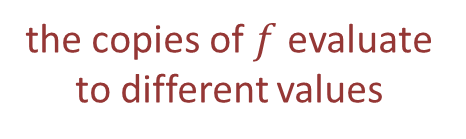 the copies of f evaluate
to different values